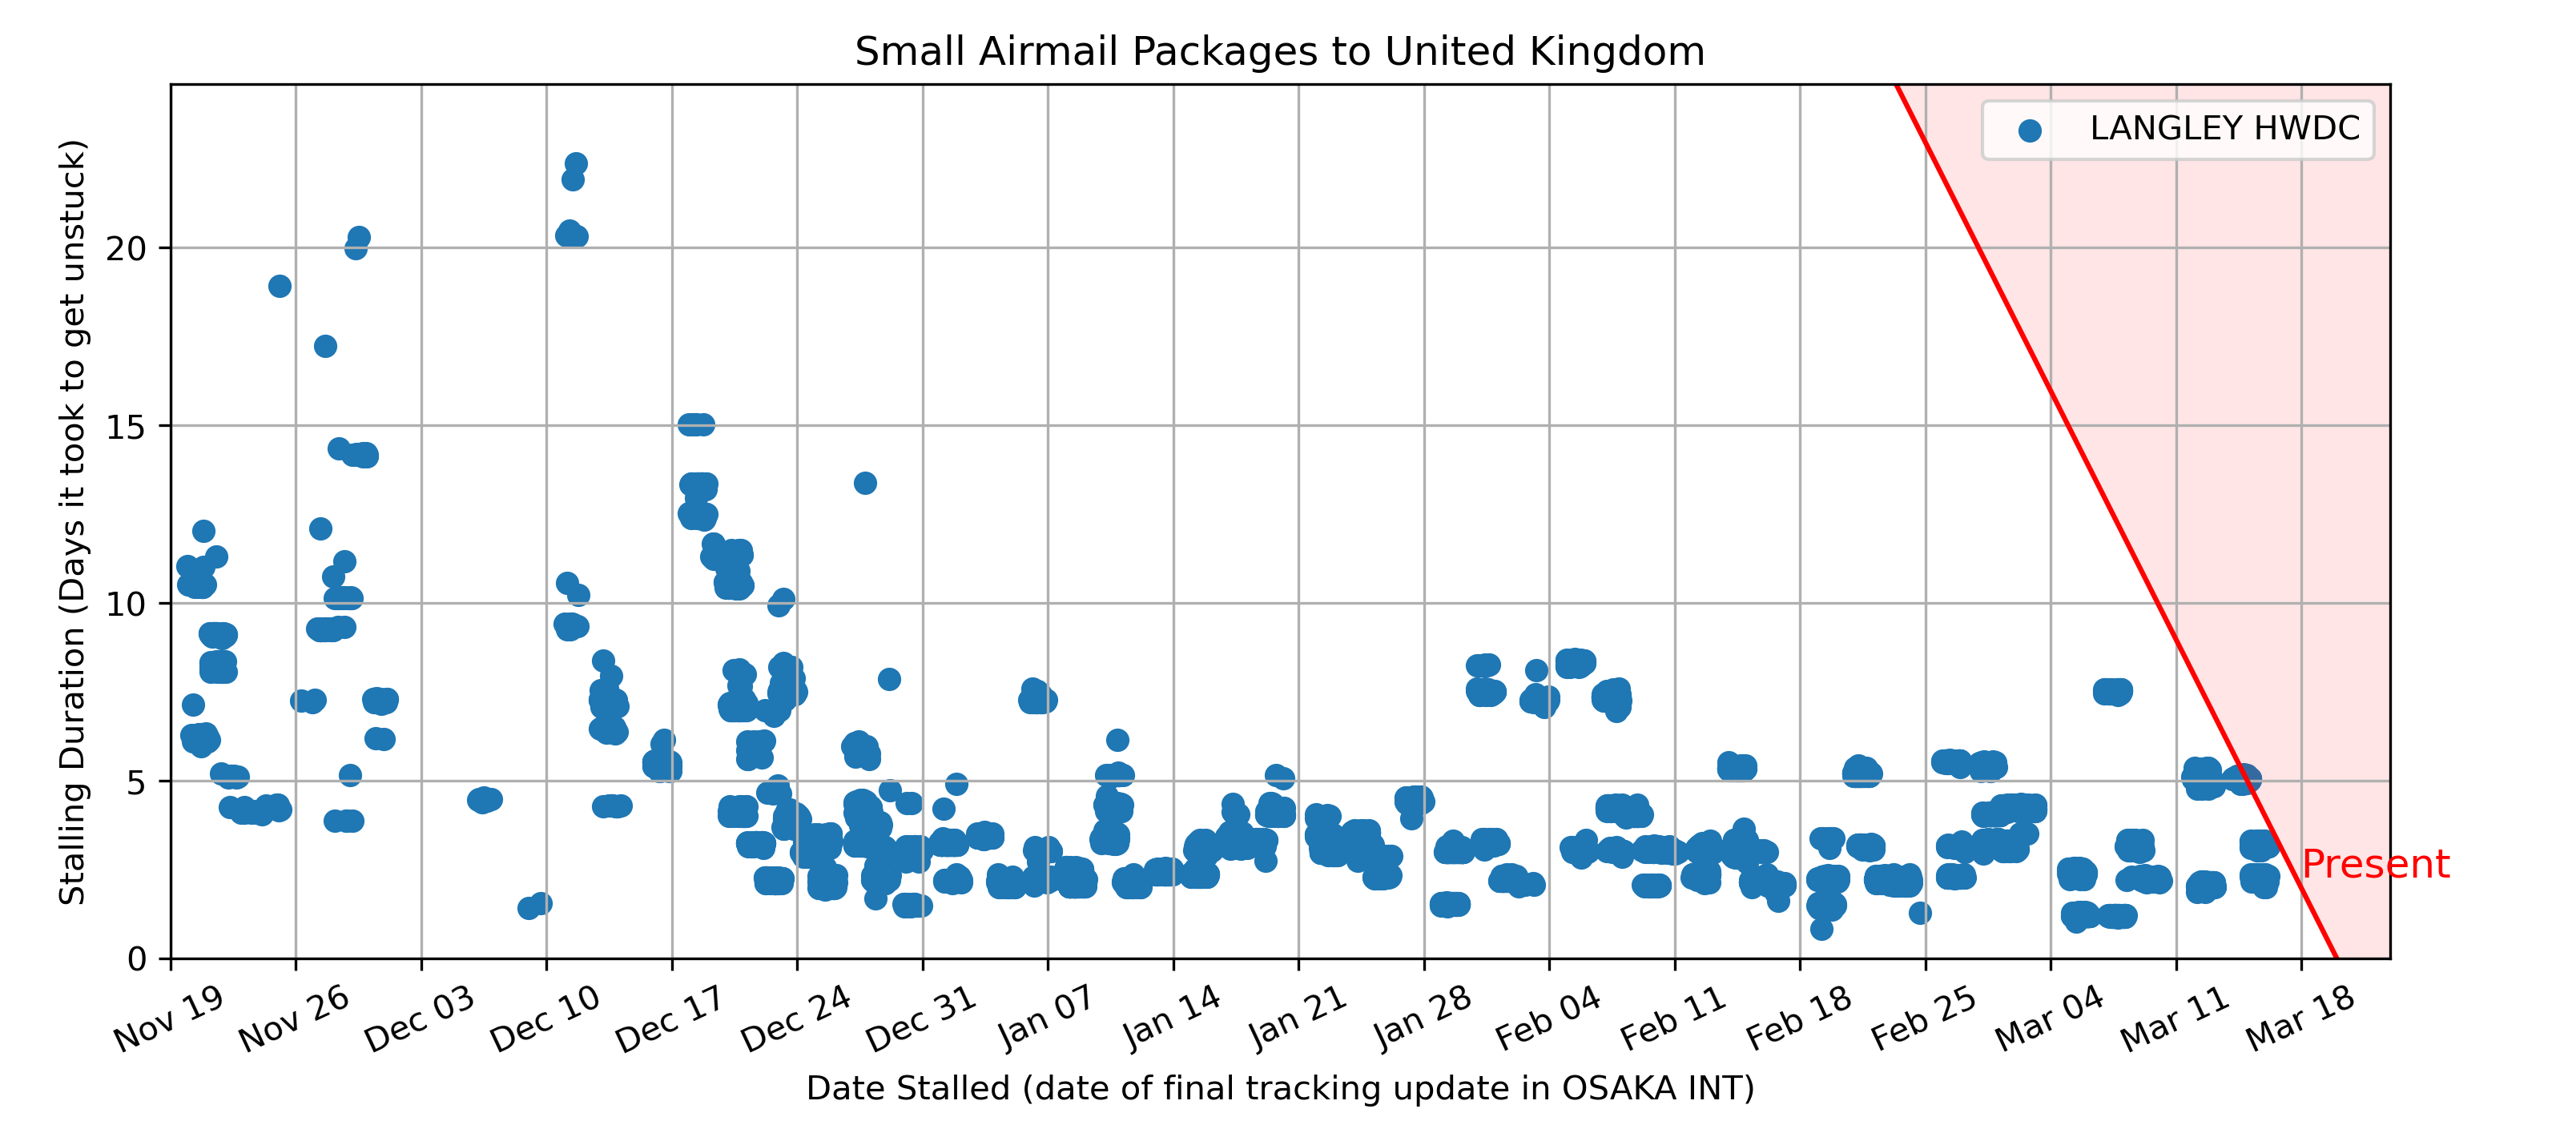 Small Airmail Packages to United Kingdom
LANGLEY HWDC
Stalling Duration (Days it took to get unstuck)
20
15
10
5
0
Present
Nov 19
Nov 26
Dec 03
Dec 10
Dec 17
Dec 24
Dec 31
Jan 07
Jan 14
Jan 21
Jan 28
Feb 04
Feb 11
Feb 18
Feb 25
Mar 04
Mar 11
Mar 18
Date Stalled (date of final tracking update in OSAKA INT)